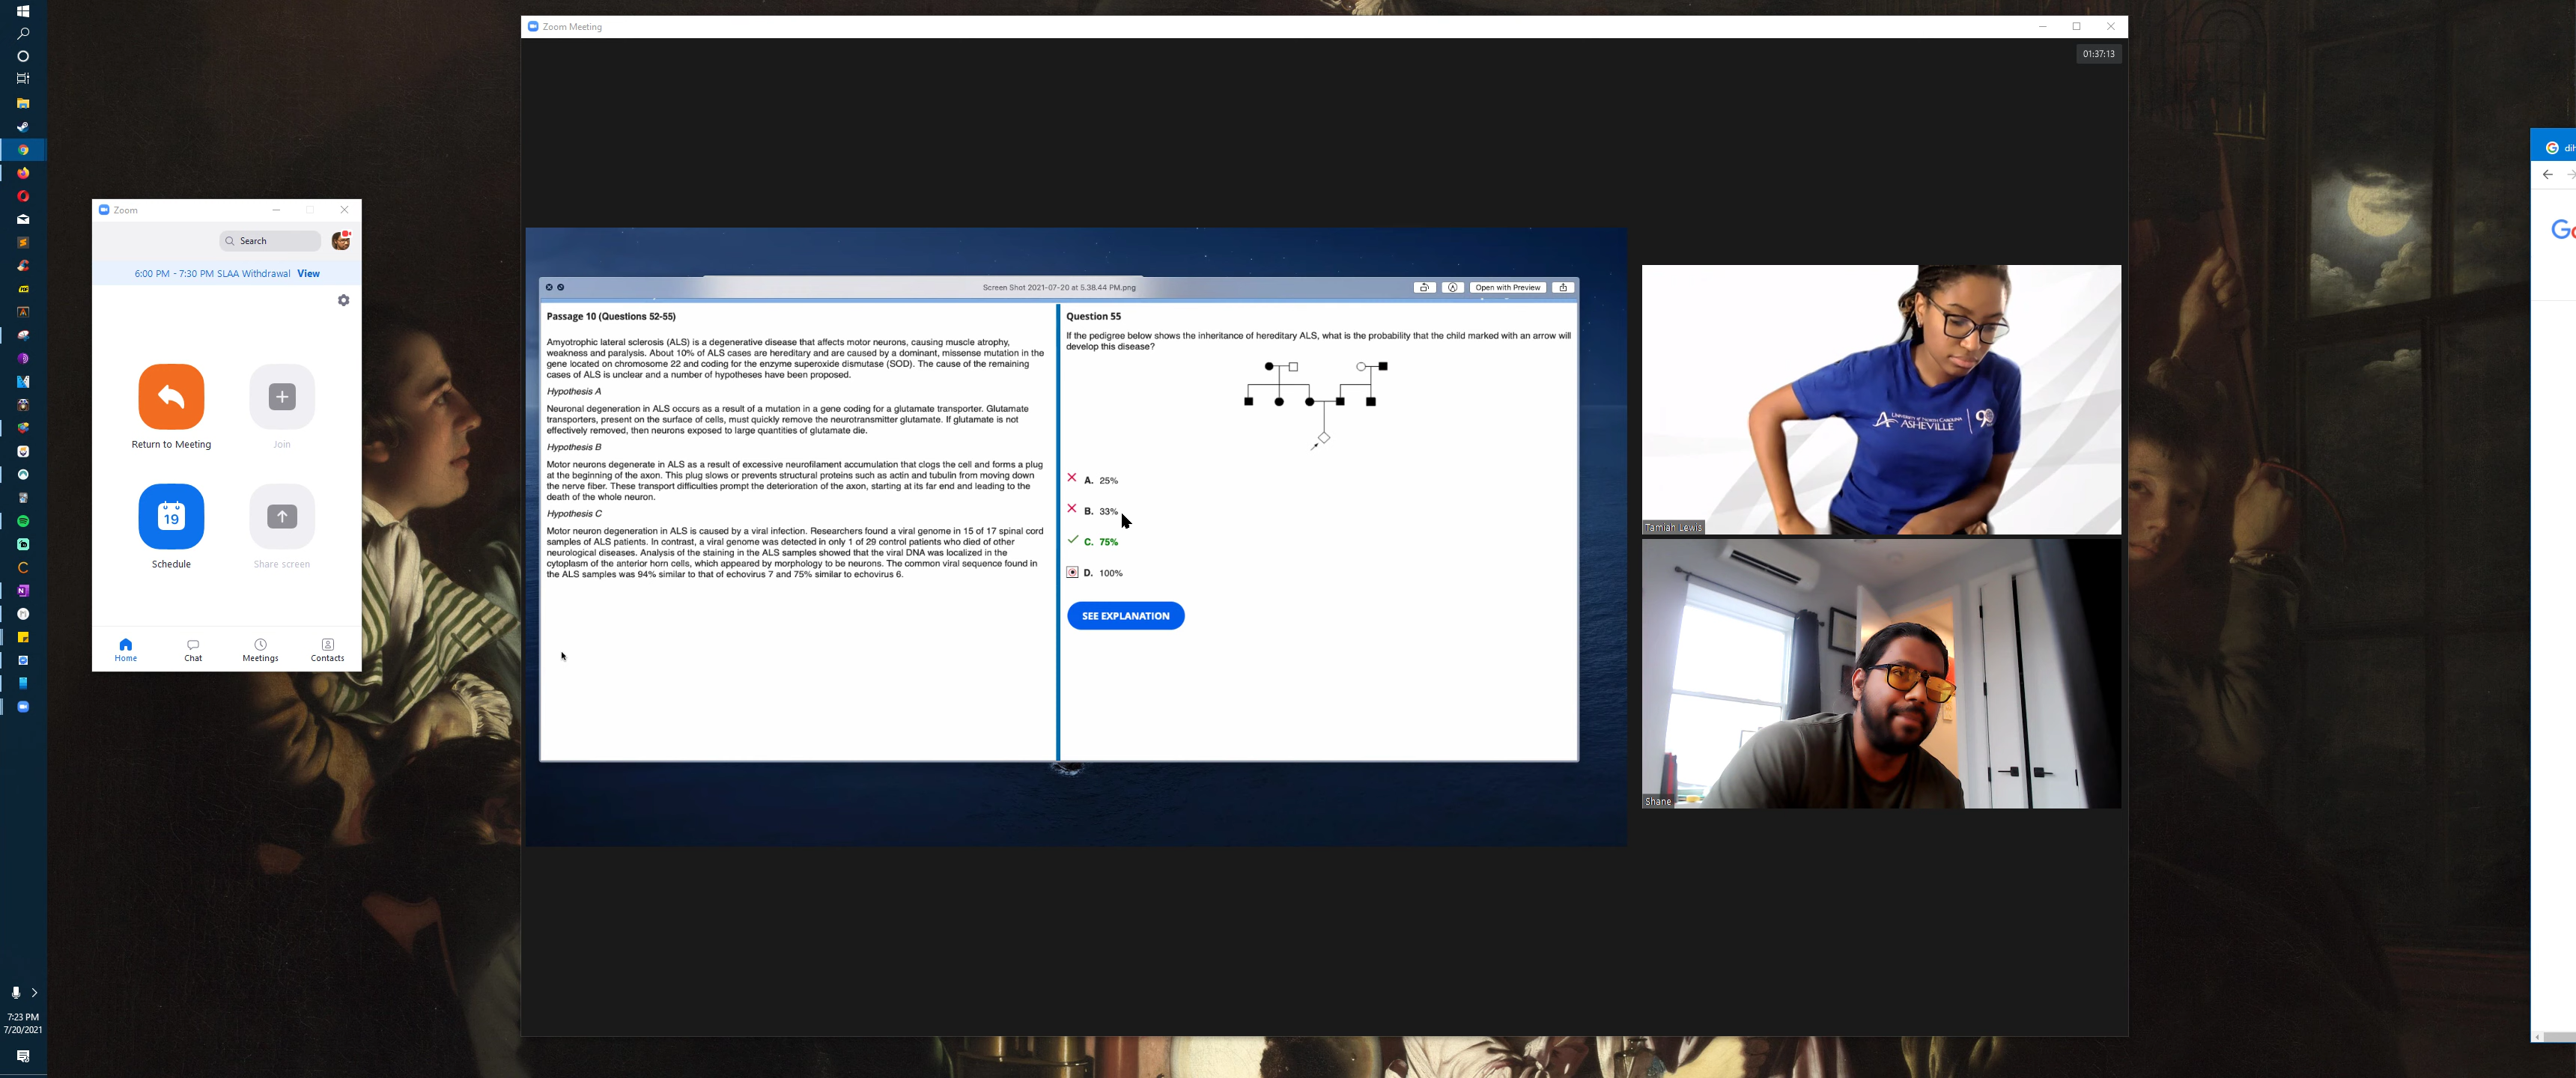 Zoom
Search
6:00 PM - 7:30 PM SLAA Withdrawal View
Return to Meeting
Join
19
Schedule
Share screen
Home
Chat
Meetings
Contacts
7:23 PM
7/20/2021
Zoom Meeting
01:37:13
Screen Shot 2021-07-20 at 5.38.44 PM.png
Open with Preview
Passage 10 (Questions 52-55)
Amyotrophic lateral sclerosis (ALS) is a degenerative disease that affects motor neurons, causing muscle atrophy,
weakness and paralysis. About 10% of ALS cases are hereditary and are caused by a dominant, missense mutation in the
gene located on chromosome 22 and coding for the enzyme superoxide dismutase (SOD). The cause of the remaining
cases of ALS is unclear and a number of hypotheses have been proposed.
Hypothesis A
Neuronal degeneration in ALS occurs as a result of a mutation in a gene coding for a glutamate transporter. Glutamate
transporters, present on the surface of cells, must quickly remove the neurotransmitter glutamate. If glutamate is not
effectively removed, then neurons exposed to large quantities of glutamate die.
Hypothesis B
Motor neurons degenerate in ALS as a result of excessive neurofilament accumulation that clogs the cell and forms a plug
at the beginning of the axon. This plug slows or prevents structural proteins such as actin and tubulin from moving down
the nerve fiber. These transport difficulties prompt the deterioration of the axon, starting at its far end and leading to the
death of the whole neuron.
Hypothesis C
Motor neuron degeneration in ALS is caused by a viral infection. Researchers found a viral genome in 15 of 17 spinal cord
samples of ALS patients. In contrast, a viral genome was detected in only 1 of 29 control patients who died of other
neurological diseases. Analysis of the staining in the ALS samples showed that the viral DNA was localized in the
cytoplasm of the anterior horn cells, which appeared by morphology to be neurons. The common viral sequence found in
the ALS samples was 94% similar to that of echovirus 7 and 75% similar to echovirus 6.
Question 55
If the pedigree below shows the inheritance of hereditary ALS, what is the probability that the child marked with an arrow will
develop this disease?
A. 25%
B. 33%
C. 75%
D. 100%
SEE EXPLANATION
UNIVERSITY OF NORTH CAROLINA
ASHEVILLE
Tamiah Lewis
Shane